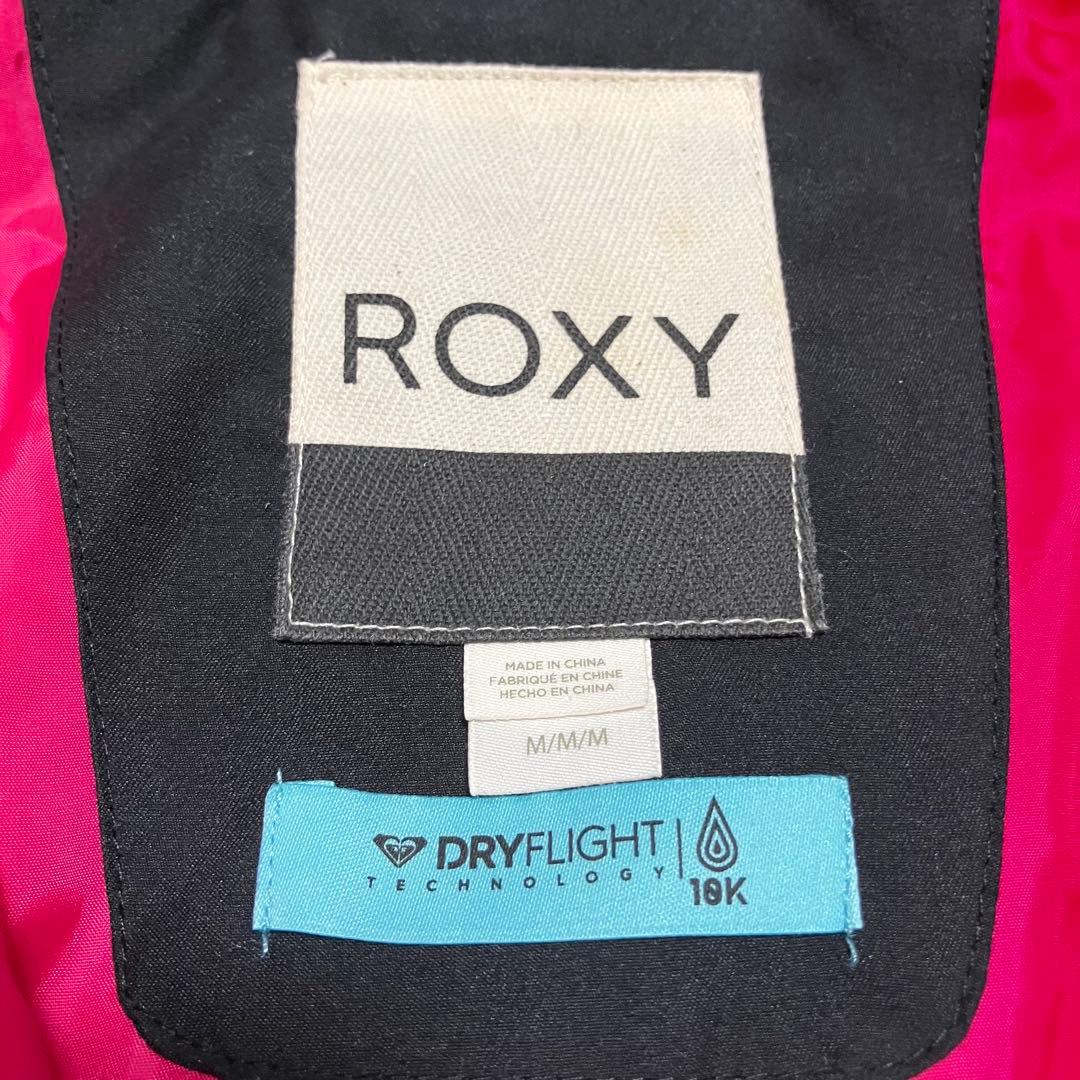 ROXY
MADE IN CHINA
FABRIQUÉ EN CHINE
HECHO EN CHINA
M/M/M
DRYFLIGHT
TECHNOLOGY
10K